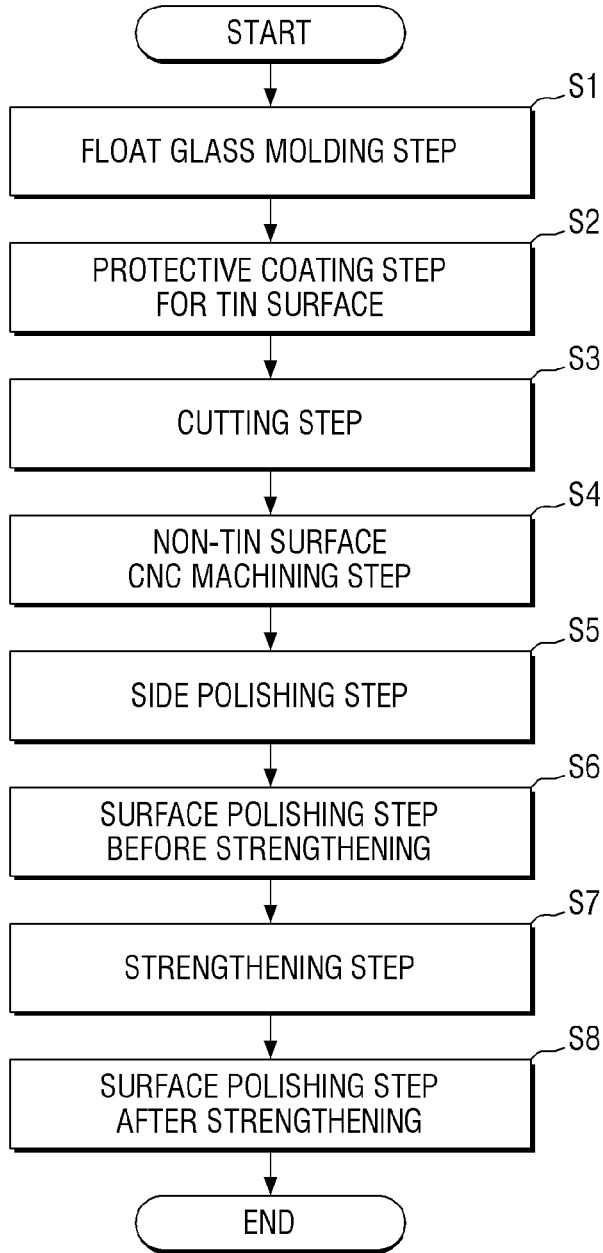 START
S1
FLOAT GLASS MOLDING STEP
S2
PROTECTIVE COATING STEP
FOR TIN SURFACE
S3
CUTTING STEP
S4
NON-TIN SURFACE
CNC MACHINING STEP
S5
SIDE POLISHING STEP
S6
SURFACE POLISHING STEP
BEFORE STRENGTHENING
S7
STRENGTHENING STEP
S8
SURFACE POLISHING STEP
AFTER STRENGTHENING
END